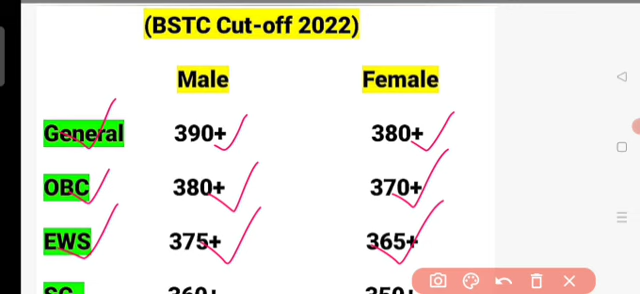 (BSTC Cut-off 2022)
Male Female
General 390+ 380+
OBC 380+ 370+
EWS 375+ 365+